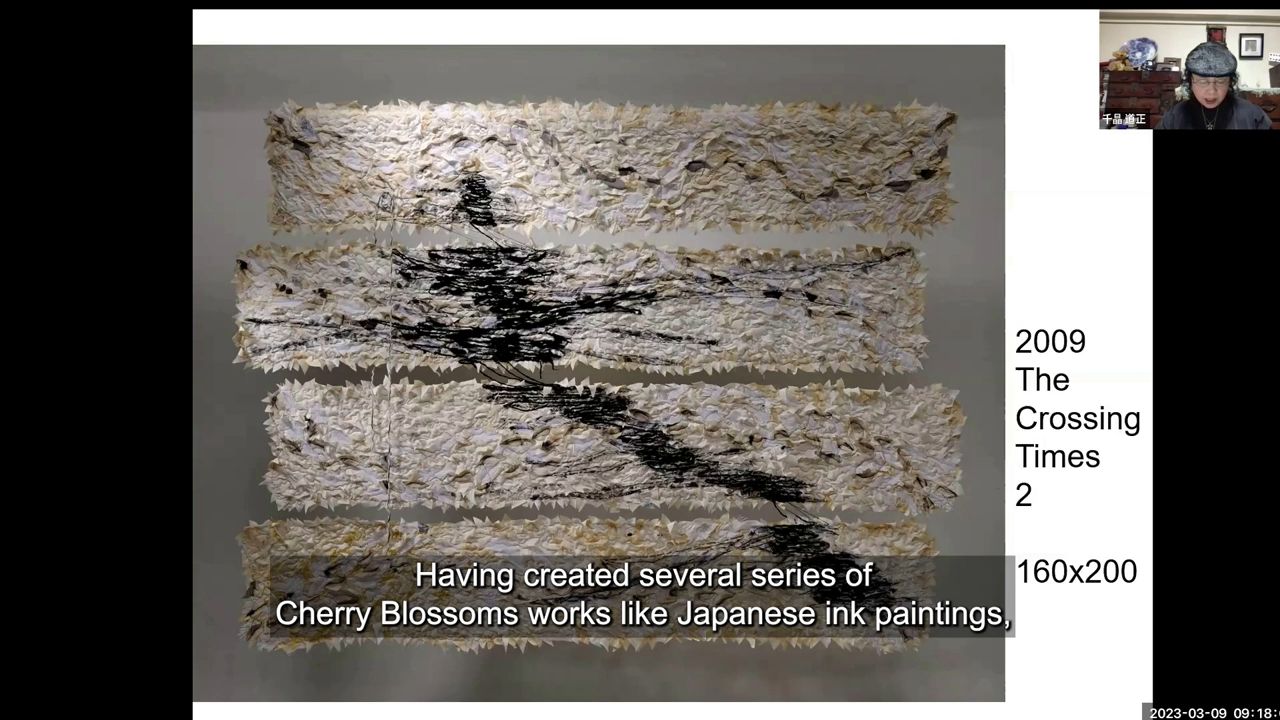 千品 道正
2009
The
Crossing
Times
2
160x200
Having created several series of
Cherry Blossoms works like Japanese ink paintings,
2023-03-09 09:18: